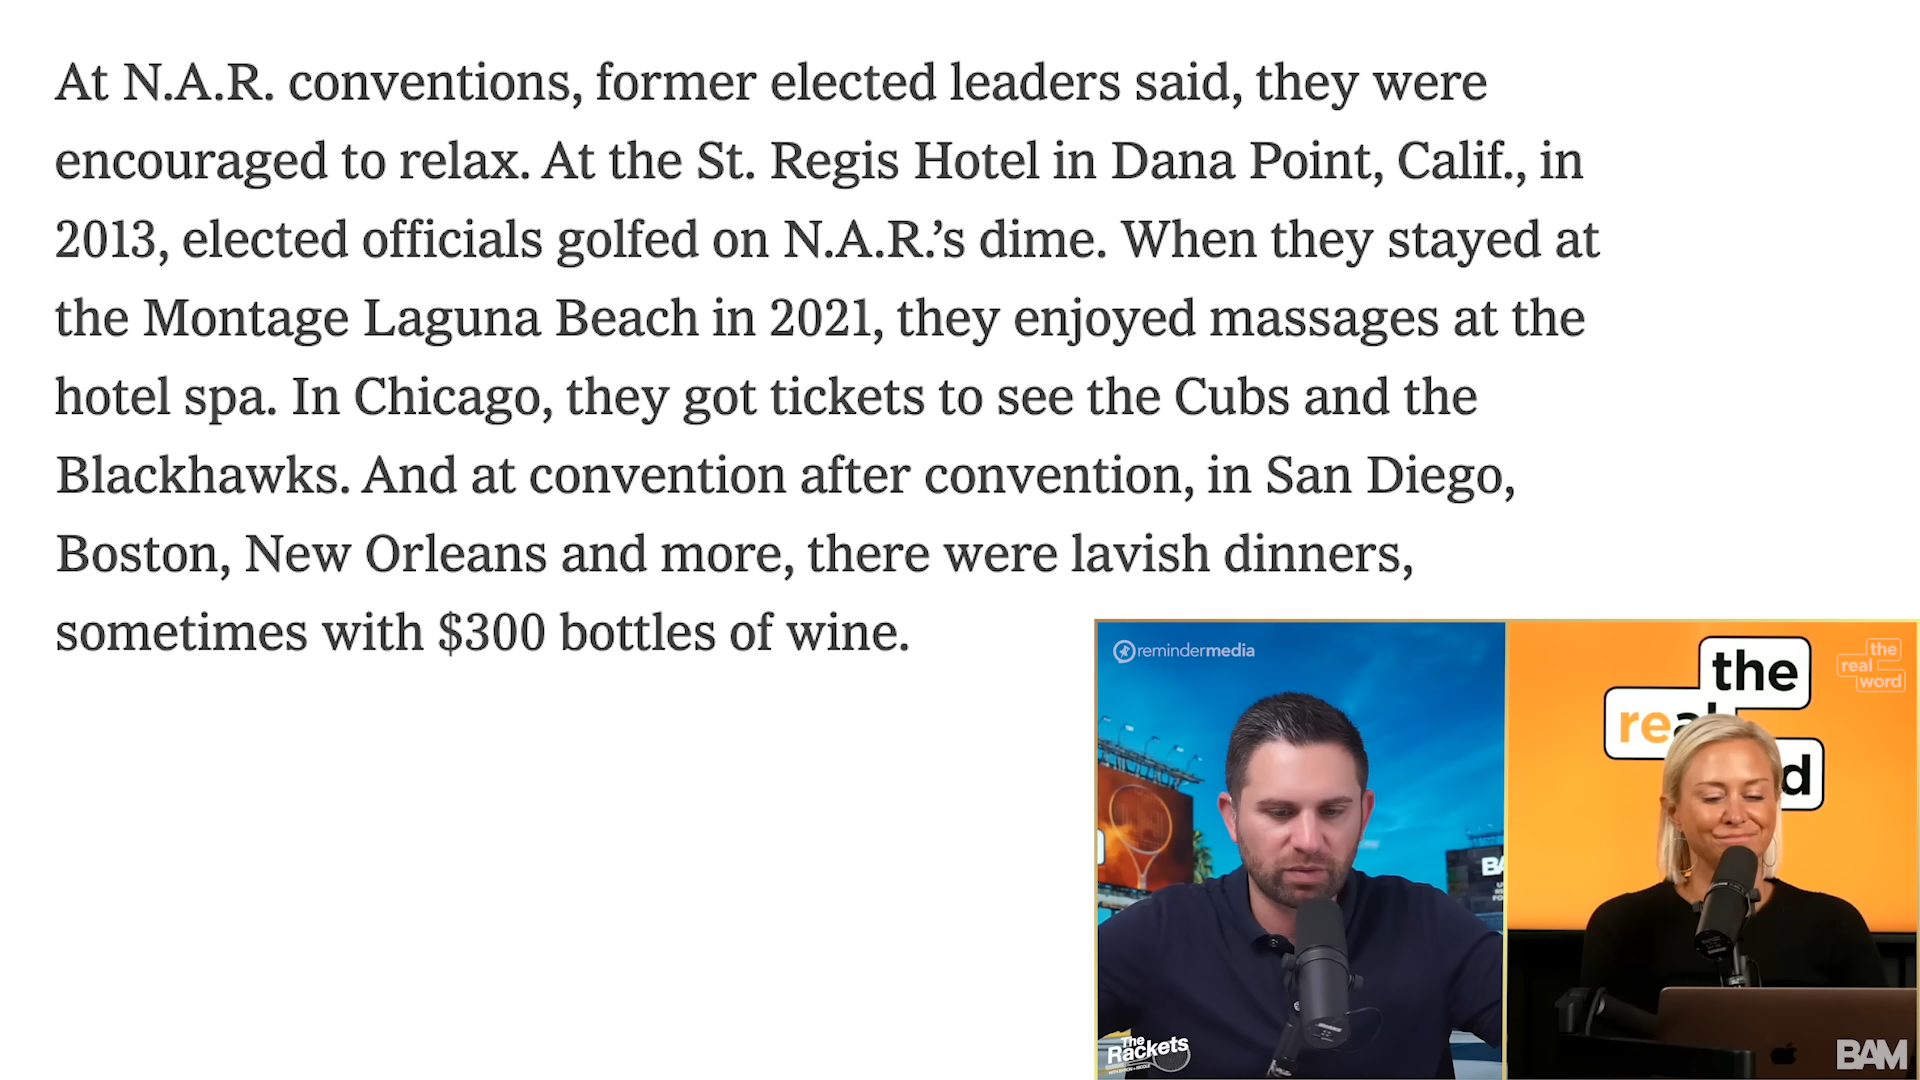 At N.A.R. conventions, former elected leaders said, they were
encouraged to relax. At the St. Regis Hotel in Dana Point, Calif., in
2013, elected officials golfed on N.A.R.’s dime. When they stayed at
the Montage Laguna Beach in 2021, they enjoyed massages at the
hotel spa. In Chicago, they got tickets to see the Cubs and the
Blackhawks. And at convention after convention, in San Diego,
Boston, New Orleans and more, there were lavish dinners,
sometimes with $300 bottles of wine.
remindermedia
the
real
word
the
The
Rackets
BAM